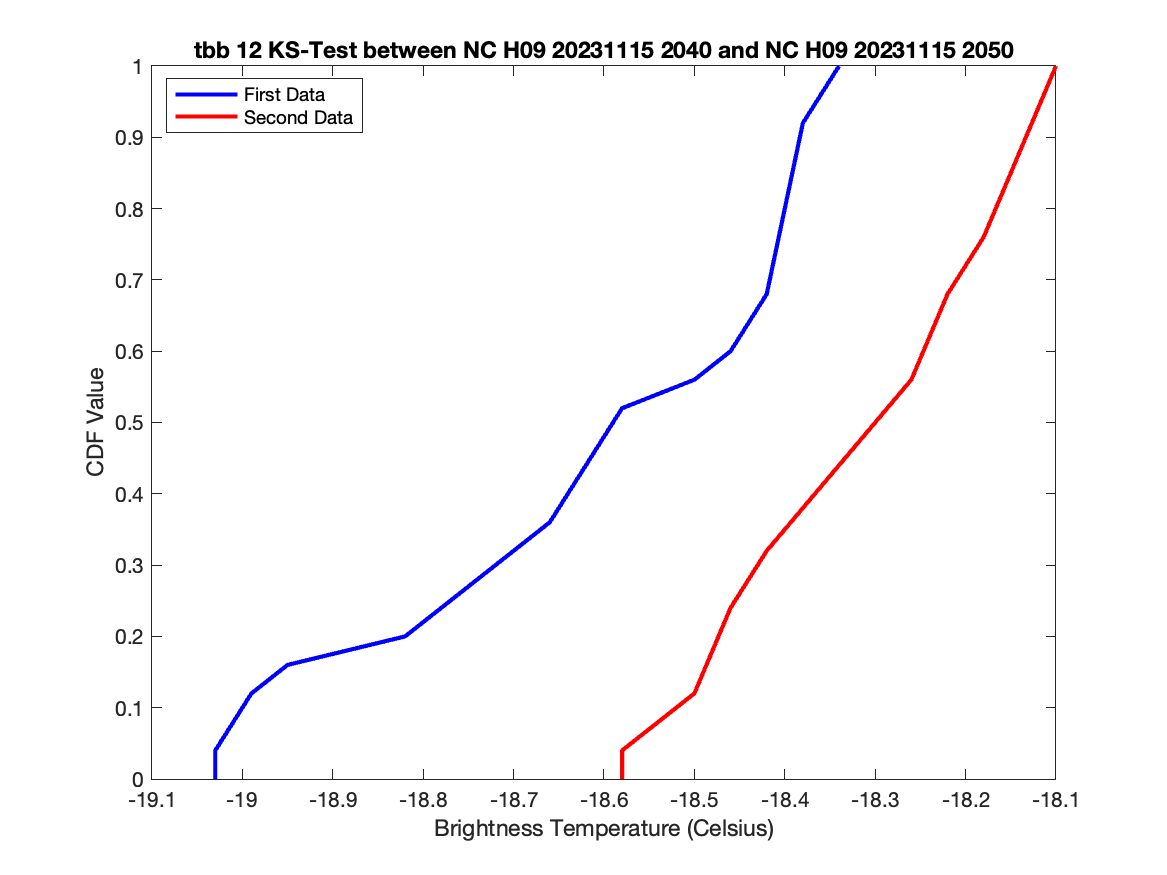 tbb 12 KS-Test between NC H09 20231115 2040 and NC H09 20231115 2050
First Data
Second Data
1
0.9
0.8
0.7
0.6
0.5
0.4
0.3
0.2
0.1
0
CDF Value
-19.1 -19 -18.9 -18.8 -18.7 -18.6 -18.5 -18.4 -18.3 -18.2 -18.1
Brightness Temperature (Celsius)